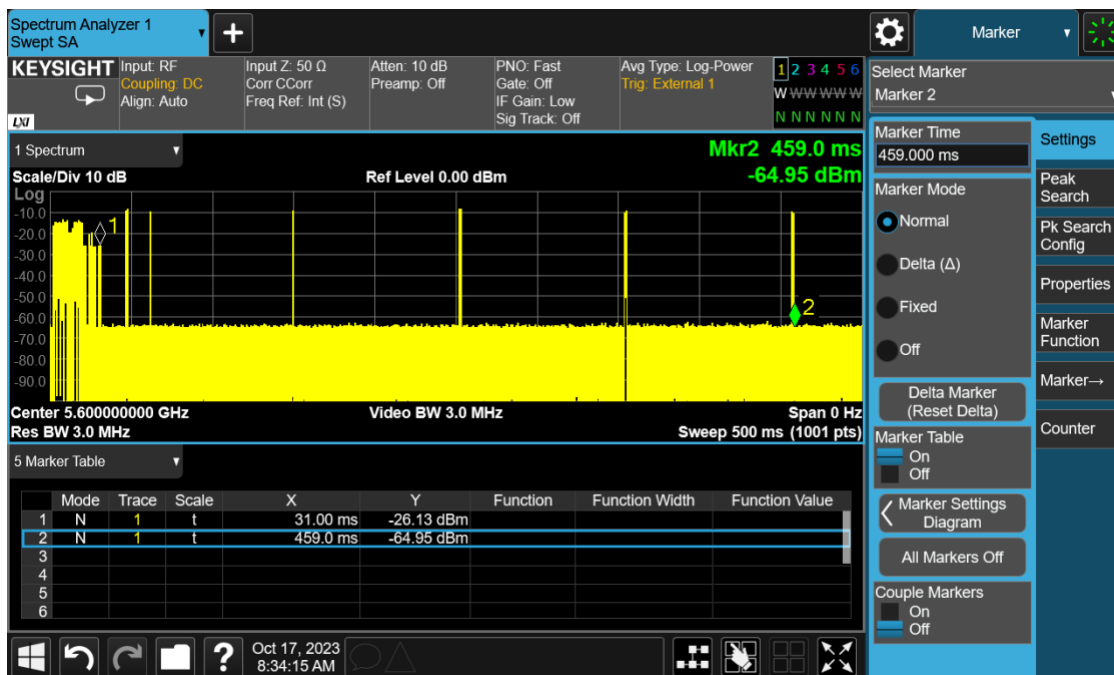 Spectrum Analyzer 1
Swept SA
+
Marker
KEYSIGHT
LXI
Input: RF
Coupling: DC
Align: Auto
Input Z: 50 Ω
Corr CCorr
Freq Ref: Int (S)
Atten: 10 dB
Preamp: Off
PNO: Fast
Gate: Off
IF Gain: Low
Sig Track: Off
Avg Type: Log-Power
Trig: External 1
1 2 3 4 5 6
W W W W W W
N N N N N N
Select Marker
Marker 2
1 Spectrum
Scale/Div 10 dB
Ref Level 0.00 dBm
Mkr2 459.0 ms
-64.95 dBm
Log
-10.0
-20.0
-30.0
-40.0
-50.0
-60.0
-70.0
-80.0
-90.0
1
2
Center 5.600000000 GHz
Video BW 3.0 MHz
Span 0 Hz
Res BW 3.0 MHz
Sweep 500 ms (1001 pts)
5 Marker Table
Mode Trace Scale X Y Function Function Width Function Value
1 N 1 t 31.00 ms -26.13 dBm
2 N 1 t 459.0 ms -64.95 dBm
3
4
5
6
Marker Time
459.000 ms
Marker Mode
Normal
Delta (Δ)
Fixed
Off
Delta Marker
(Reset Delta)
Marker Table
On
Off
Marker Settings
Diagram
All Markers Off
Couple Markers
On
Off
Settings
Peak
Search
Pk Search
Config
Properties
Marker
Function
Marker→
Counter
?
Oct 17, 2023
8:34:15 AM